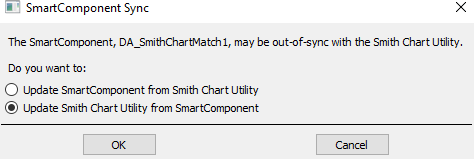 SmartComponent Sync
The SmartComponent, DA_SmithChartMatch1, may be out-of-sync with the Smith Chart Utility.
Do you want to:
Update SmartComponent from Smith Chart Utility
Update Smith Chart Utility from SmartComponent
OK
Cancel